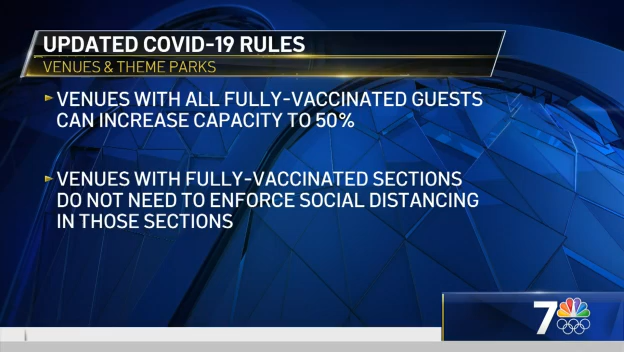 UPDATED COVID-19 RULES
VENUES & THEME PARKS
VENUES WITH ALL FULLY-VACCINATED GUESTS
CAN INCREASE CAPACITY TO 50%
VENUES WITH FULLY-VACCINATED SECTIONS
DO NOT NEED TO ENFORCE SOCIAL DISTANCING
IN THOSE SECTIONS
7